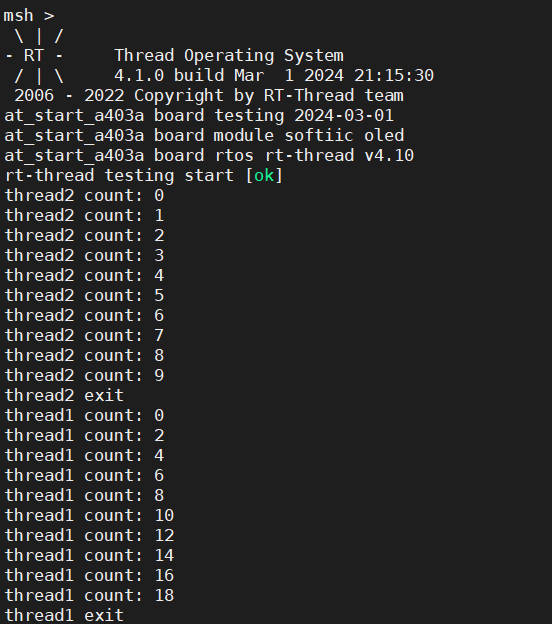 msh >
 \ | /
- RT -     Thread Operating System
 / | \     4.1.0 build Mar  1 2024 21:15:30
 2006 - 2022 Copyright by RT-Thread team
at_start_a403a board testing 2024-03-01
at_start_a403a board module softiic oled
at_start_a403a board rtos rt-thread v4.10
rt-thread testing start [ok]
thread2 count: 0
thread2 count: 1
thread2 count: 2
thread2 count: 3
thread2 count: 4
thread2 count: 5
thread2 count: 6
thread2 count: 7
thread2 count: 8
thread2 count: 9
thread2 exit
thread1 count: 0
thread1 count: 2
thread1 count: 4
thread1 count: 6
thread1 count: 8
thread1 count: 10
thread1 count: 12
thread1 count: 14
thread1 count: 16
thread1 count: 18
thread1 exit